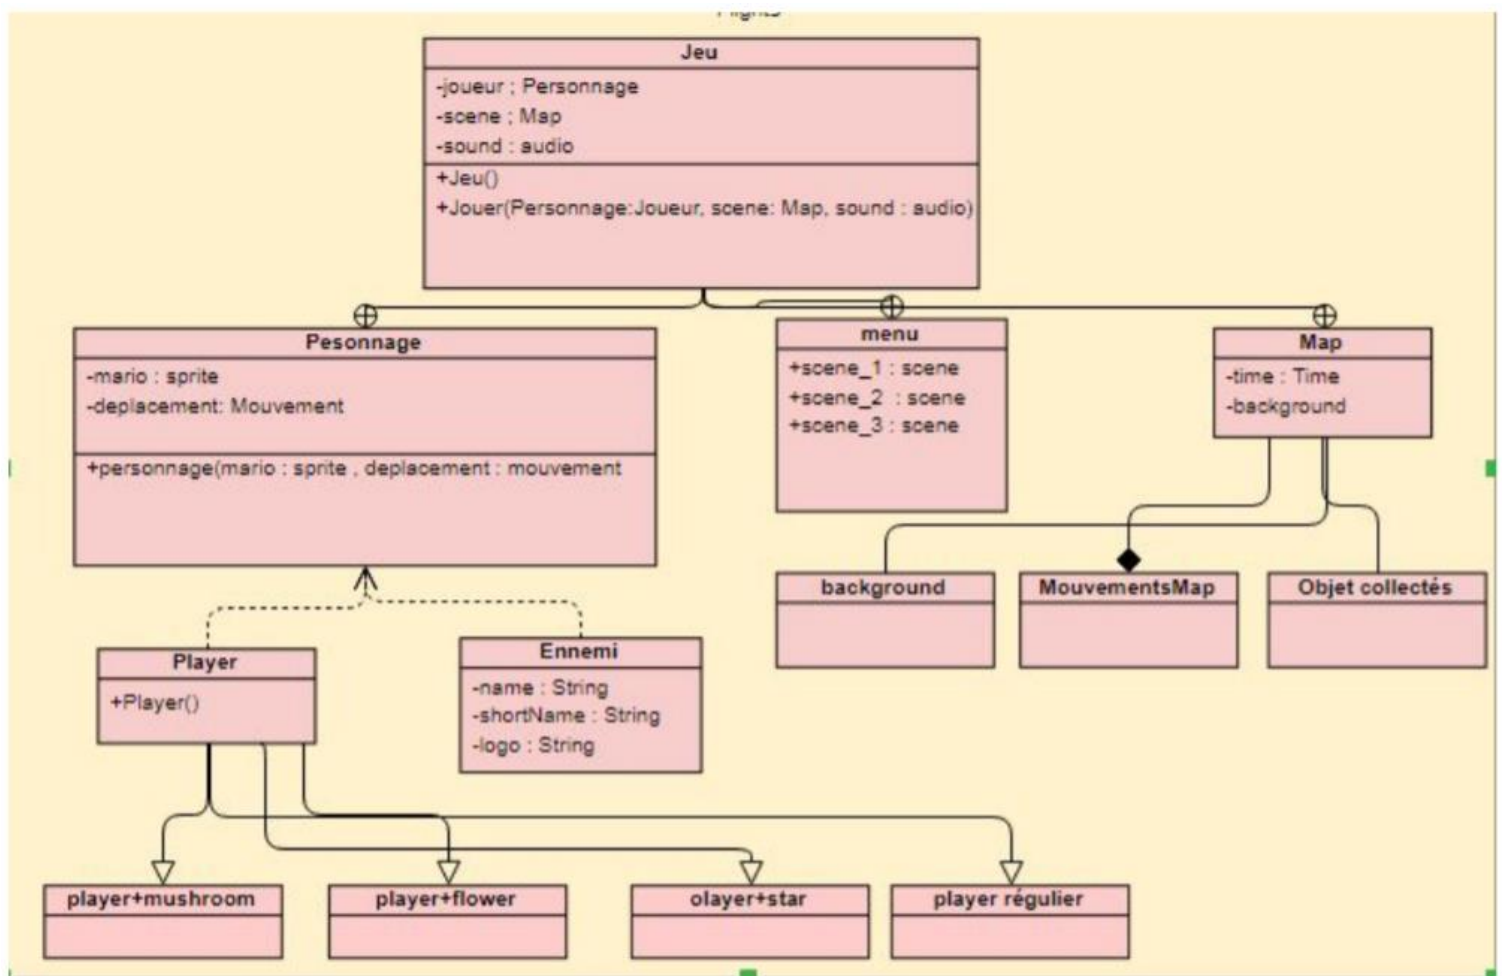 Jeu
-joueur ; Personnage
-scene ; Map
-sound : audio
+Jeu()
+Jouer(Personnage:Joueur, scene: Map, sound : audio)
Pesonnage
-mario : sprite
-deplacement: Mouvement
+personnage(mario : sprite , deplacement : mouvement
menu
+scene_1 : scene
+scene_2 : scene
+scene_3 : scene
Map
-time : Time
-background
background
MouvementsMap
Objet collectés
Player
+Player()
Ennemi
-name : String
-shortName : String
-logo : String
player+mushroom
player+flower
olayer+star
player régulier